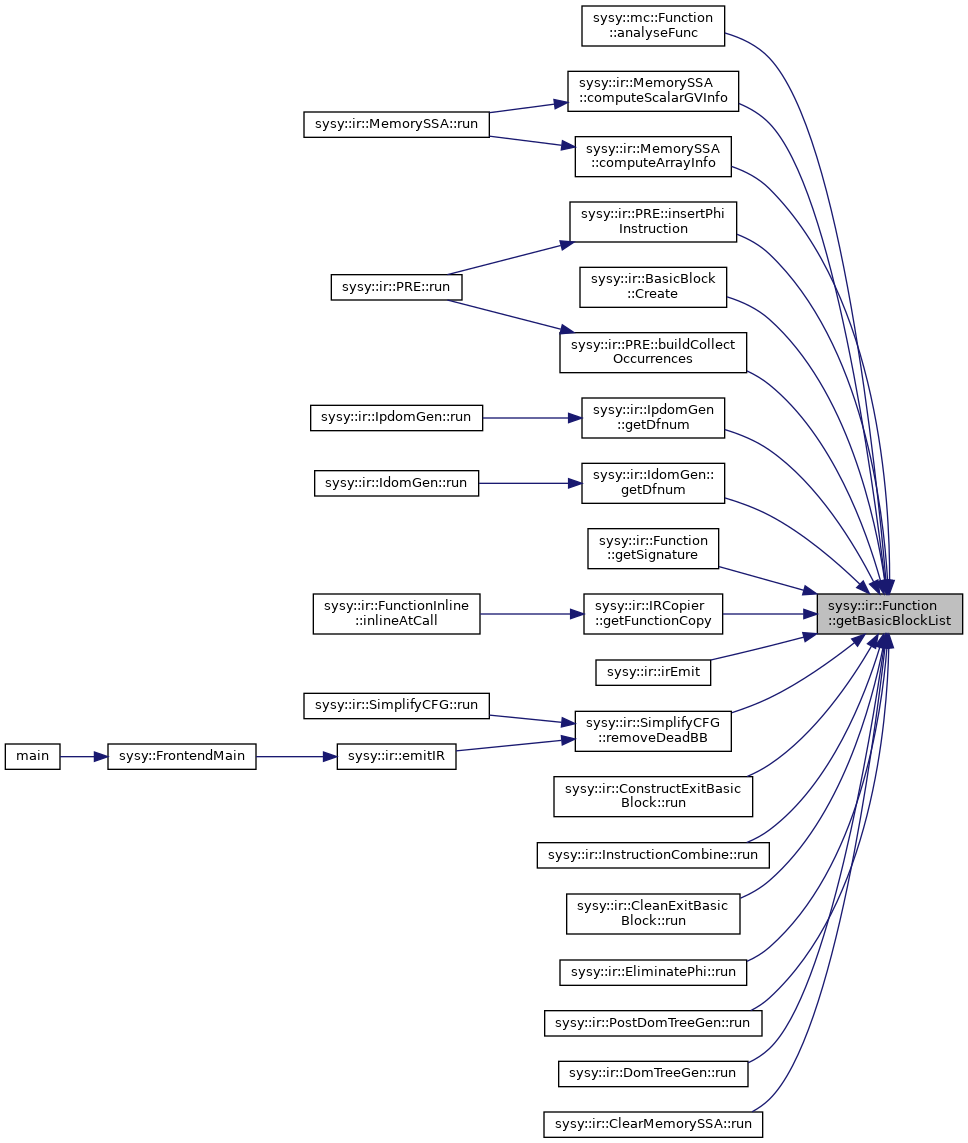 sysy::mc::Function
::analyseFunc
sysy::ir::MemorySSA
::computeScalarGVInfo
sysy::ir::MemorySSA::run
sysy::ir::MemorySSA
::computeArrayInfo
sysy::ir::PRE::insertPhi
Instruction
sysy::ir::PRE::run
sysy::ir::BasicBlock
::Create
sysy::ir::PRE::buildCollect
Occurrences
sysy::ir::IpdomGen::run
sysy::ir::IpdomGen
::getDfnum
sysy::ir::IdomGen::run
sysy::ir::IdomGen::
getDfnum
sysy::ir::Function
::getSignature
sysy::ir::FunctionInline
::inlineAtCall
sysy::ir::IRCopier
::getFunctionCopy
sysy::ir::Function
::getBasicBlockList
sysy::ir::irEmit
sysy::ir::SimplifyCFG::run
sysy::ir::SimplifyCFG
::removeDeadBB
main
sysy::FrontendMain
sysy::ir::emitIR
sysy::ir::ConstructExitBasic
Block::run
sysy::ir::InstructionCombine::run
sysy::ir::CleanExitBasic
Block::run
sysy::ir::EliminatePhi::run
sysy::ir::PostDomTreeGen::run
sysy::ir::DomTreeGen::run
sysy::ir::ClearMemorySSA::run